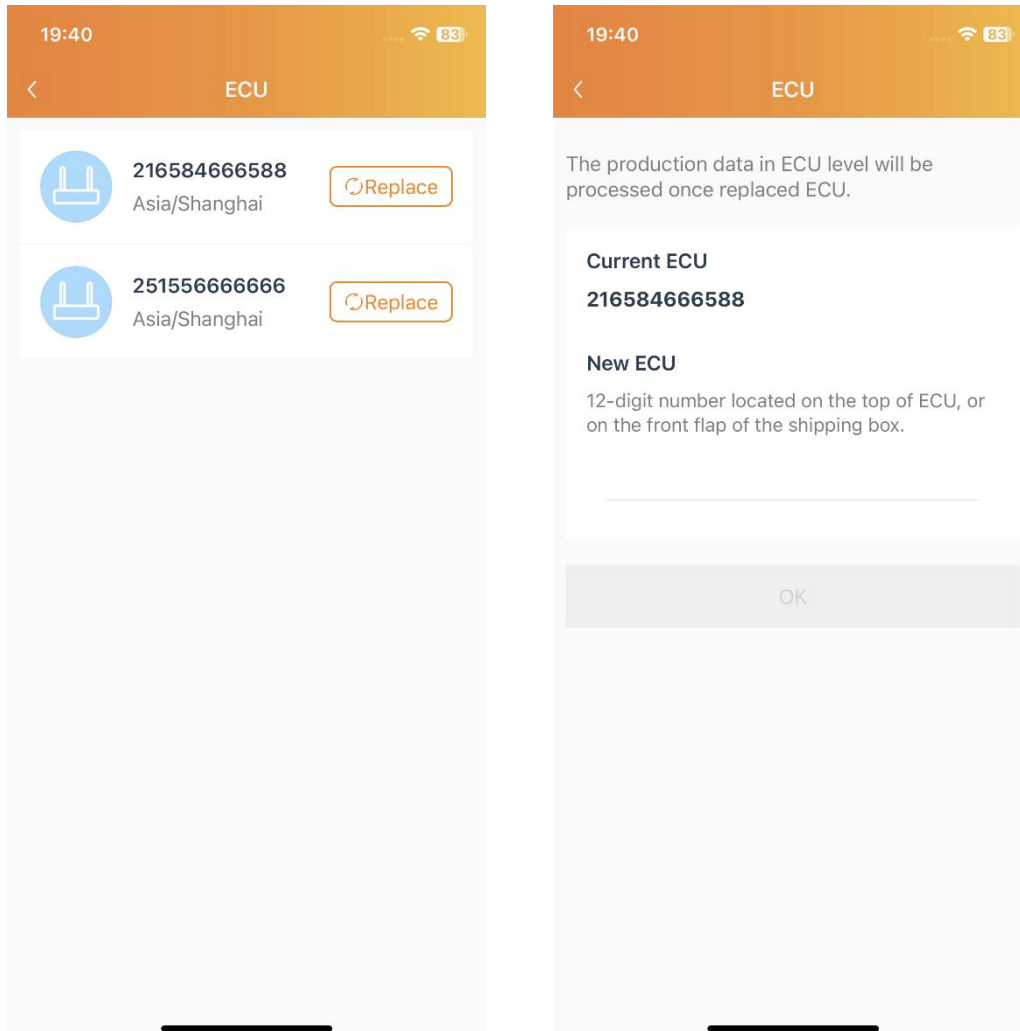 19:40
83
ECU
216584666588
Asia/Shanghai
Replace
251556666666
Asia/Shanghai
Replace
19:40
83
ECU
The production data in ECU level will be
processed once replaced ECU.
Current ECU
216584666588
New ECU
12-digit number located on the top of ECU, or
on the front flap of the shipping box.
OK